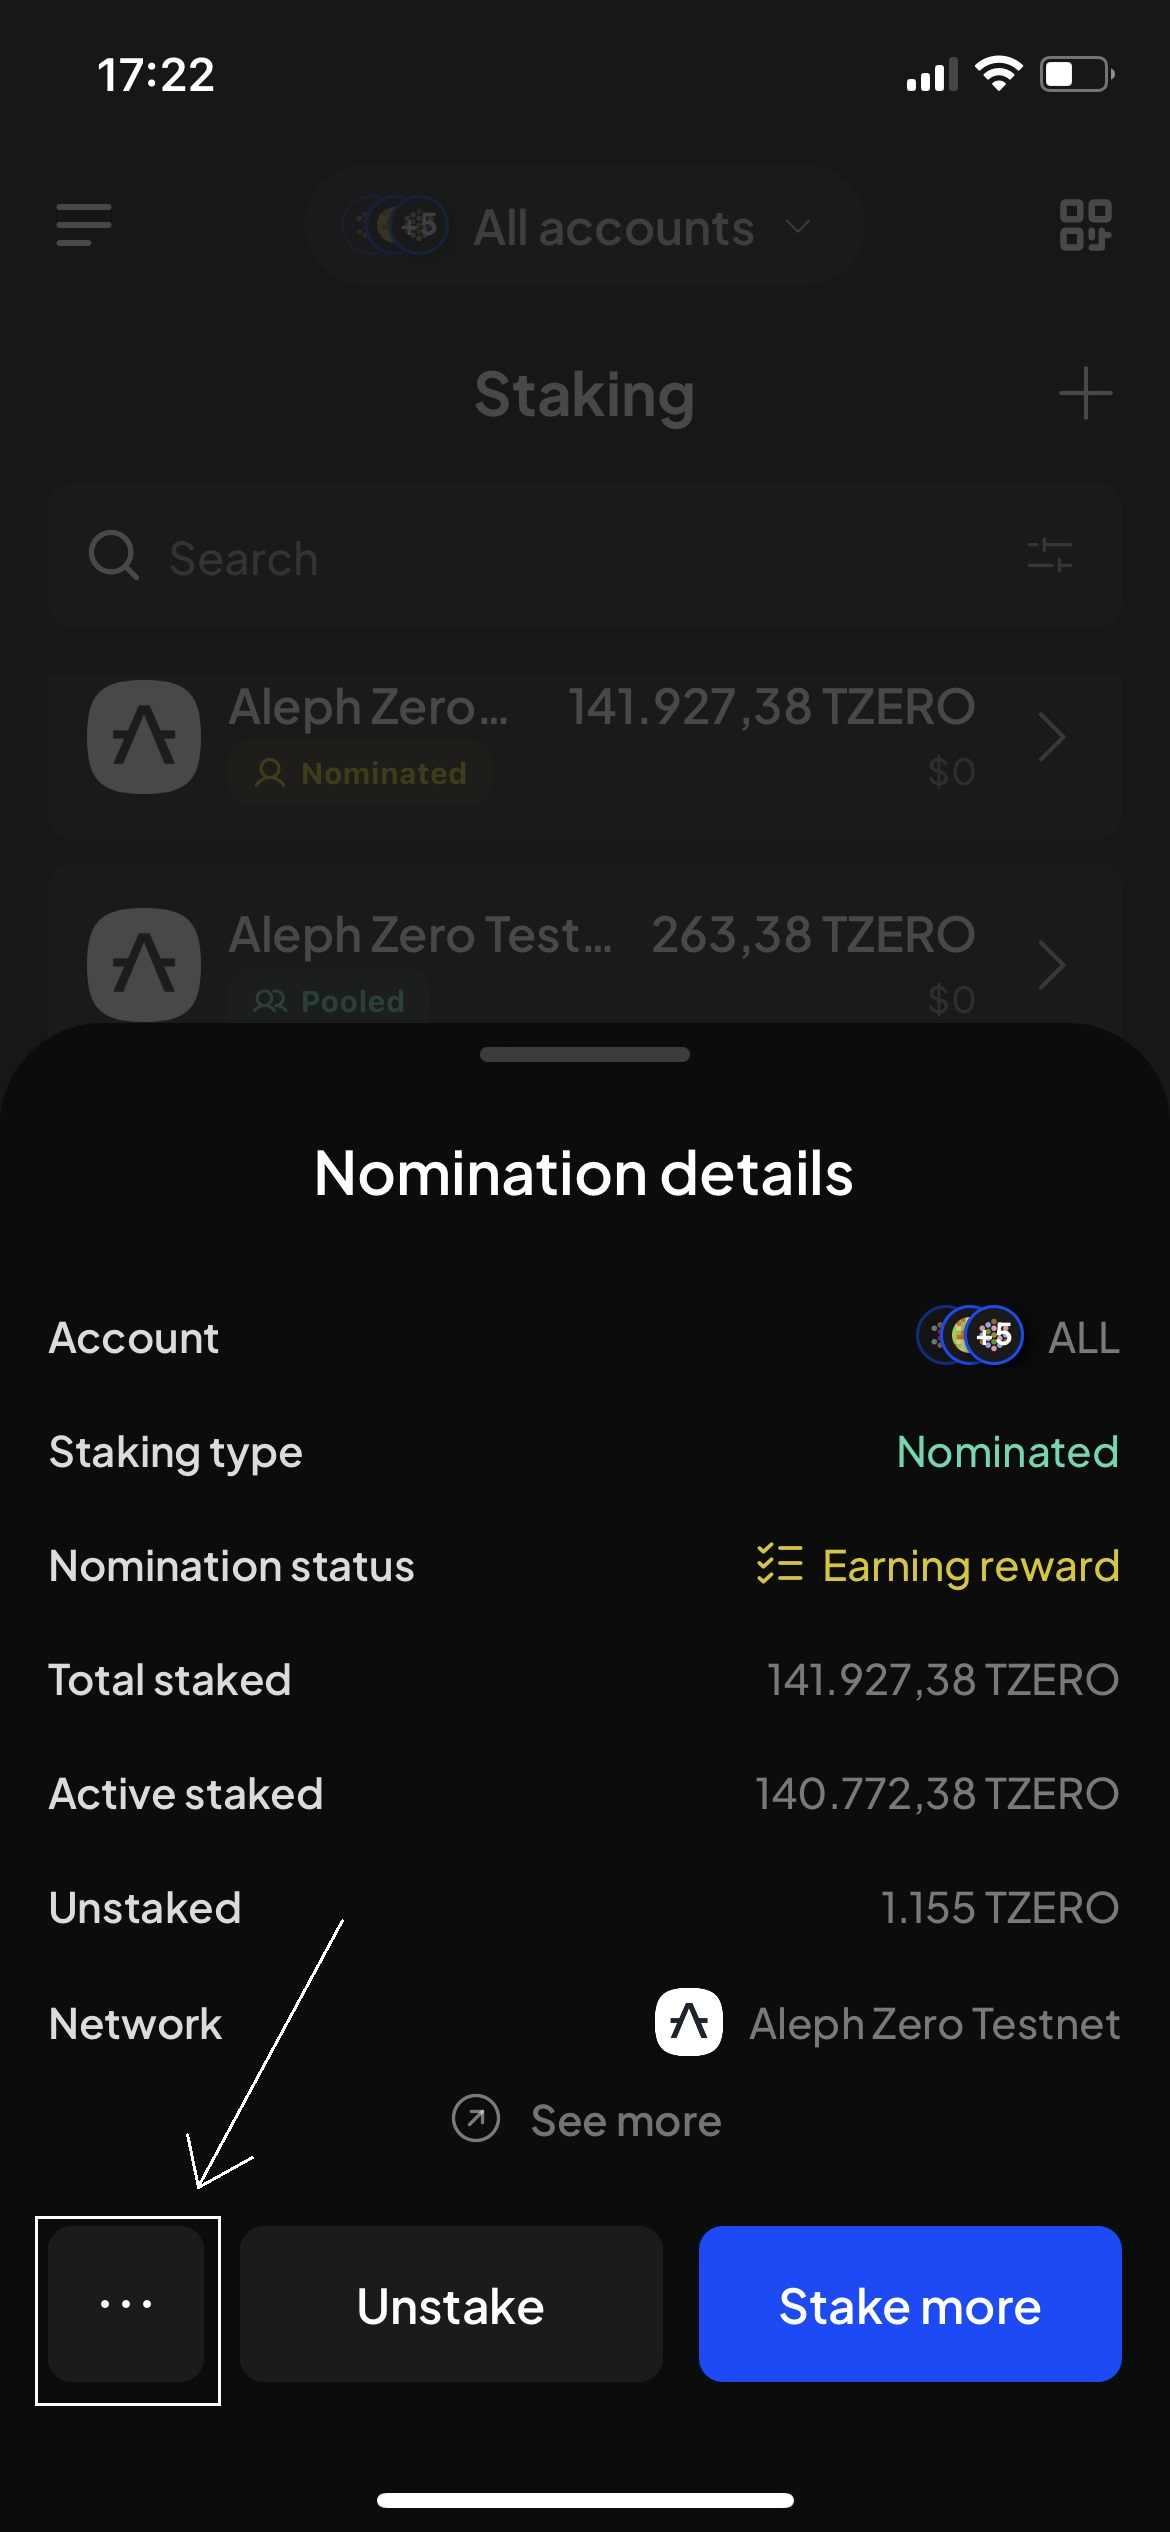 17:22
+5 All accounts
Staking
Search
Aleph Zero... 141.927,38 TZERO
Nominated $0
Aleph Zero Test... 263,38 TZERO
Pooled $0
Nomination details
Account +5 ALL
Staking type Nominated
Nomination status Earning reward
Total staked 141.927,38 TZERO
Active staked 140.772,38 TZERO
Unstaked 1.155 TZERO
Network Aleph Zero Testnet
See more
... Unstake Stake more